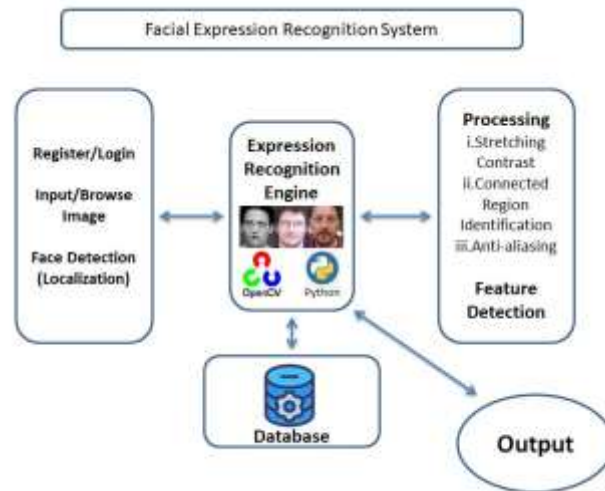 Facial Expression Recognition System
Register/Login
Input/Browse
Image
Face Detection
(Localization)
Expression
Recognition
Engine
OpenCV
Python
Processing
i.Stretching
Contrast
ii.Connected
Region
Identification
iii.Anti-aliasing
Feature
Detection
Database
Output